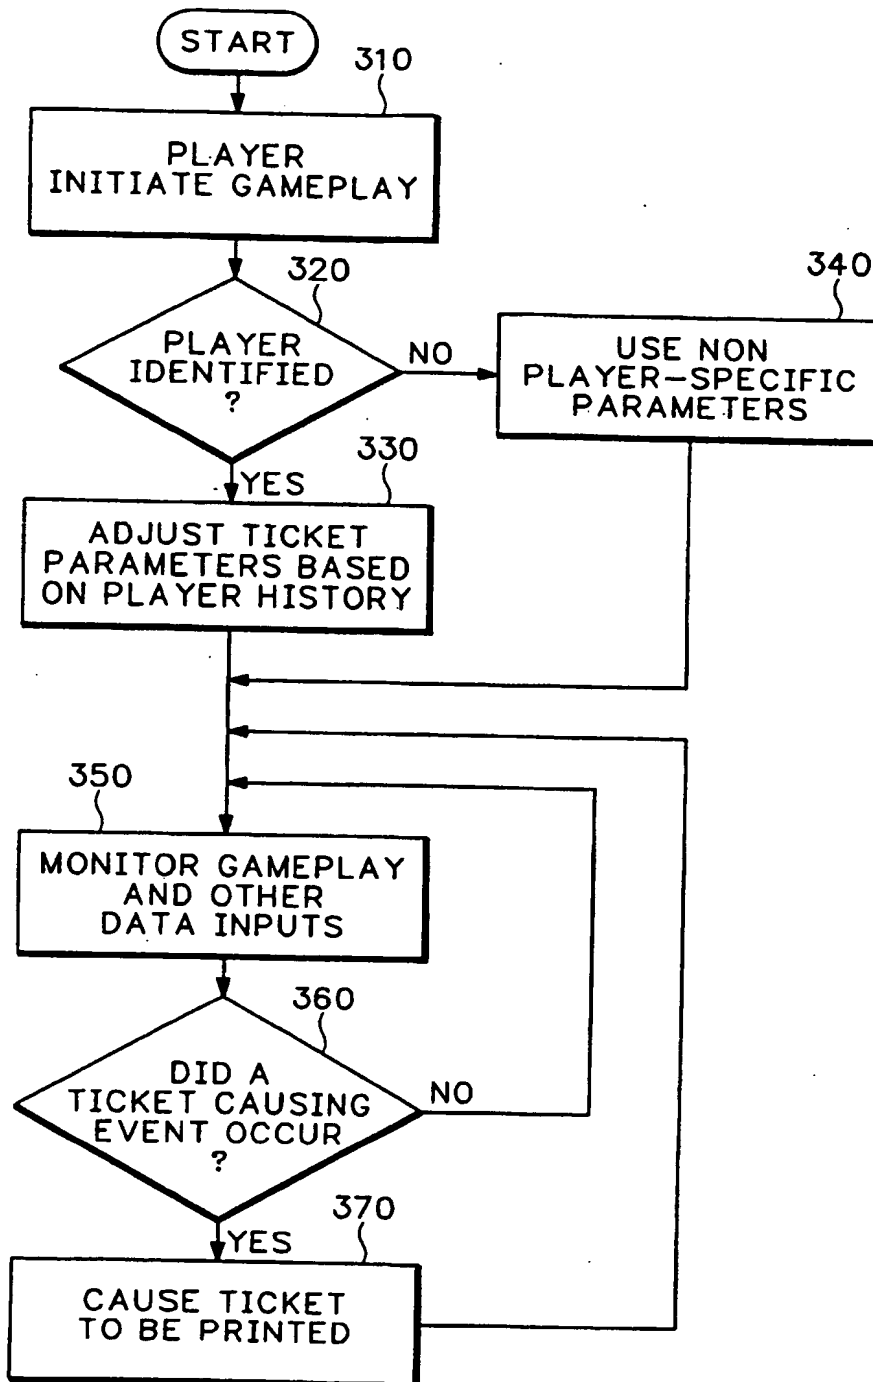 START
310
PLAYER
INITIATE GAMEPLAY
320
PLAYER
IDENTIFIED
?
NO
340
USE NON
PLAYER-SPECIFIC
PARAMETERS
YES
330
ADJUST TICKET
PARAMETERS BASED
ON PLAYER HISTORY
350
MONITOR GAMEPLAY
AND OTHER
DATA INPUTS
360
DID A
TICKET CAUSING
EVENT OCCUR
?
NO
YES
370
CAUSE TICKET
TO BE PRINTED